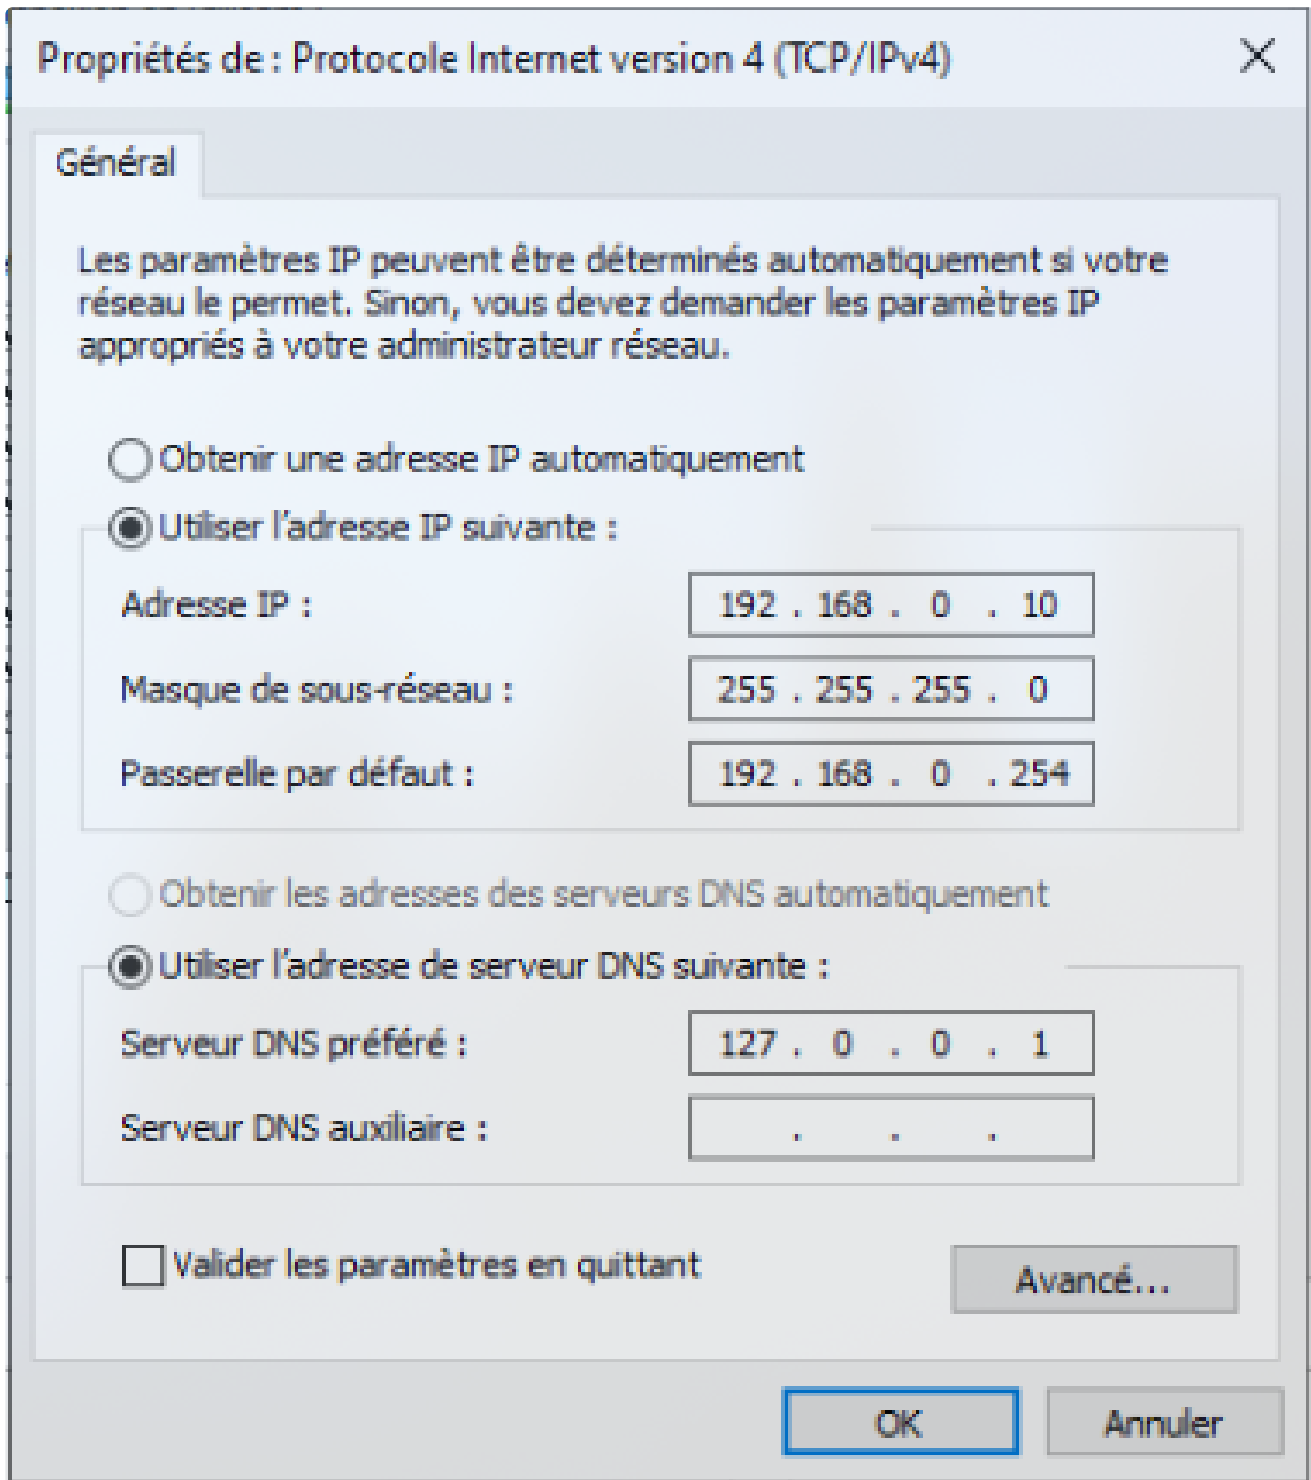 Propriétés de : Protocole Internet version 4 (TCP/IPv4)
Général
Les paramètres IP peuvent être déterminés automatiquement si votre
réseau le permet. Sinon, vous devez demander les paramètres IP
appropriés à votre administrateur réseau.
Obtenir une adresse IP automatiquement
Utiliser l'adresse IP suivante :
Adresse IP : 192 . 168 . 0 . 10
Masque de sous-réseau : 255 . 255 . 255 . 0
Passerelle par défaut : 192 . 168 . 0 . 254
Obtenir les adresses des serveurs DNS automatiquement
Utiliser l'adresse de serveur DNS suivante :
Serveur DNS préféré : 127 . 0 . 0 . 1
Serveur DNS auxiliaire : . . .
Valider les paramètres en quittant
Avancé...
OK Annuler